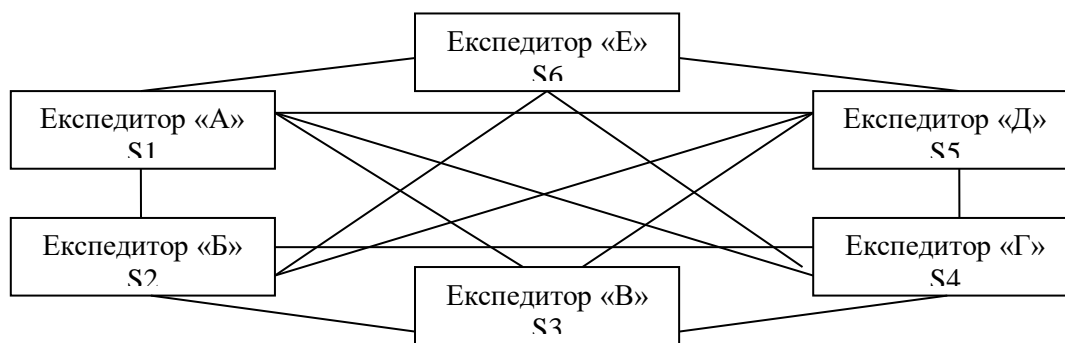 Експедитор «Е»
S6
Експедитор «А»
S1
Експедитор «Д»
S5
Експедитор «Б»
S2
Експедитор «Г»
S4
Експедитор «В»
S3